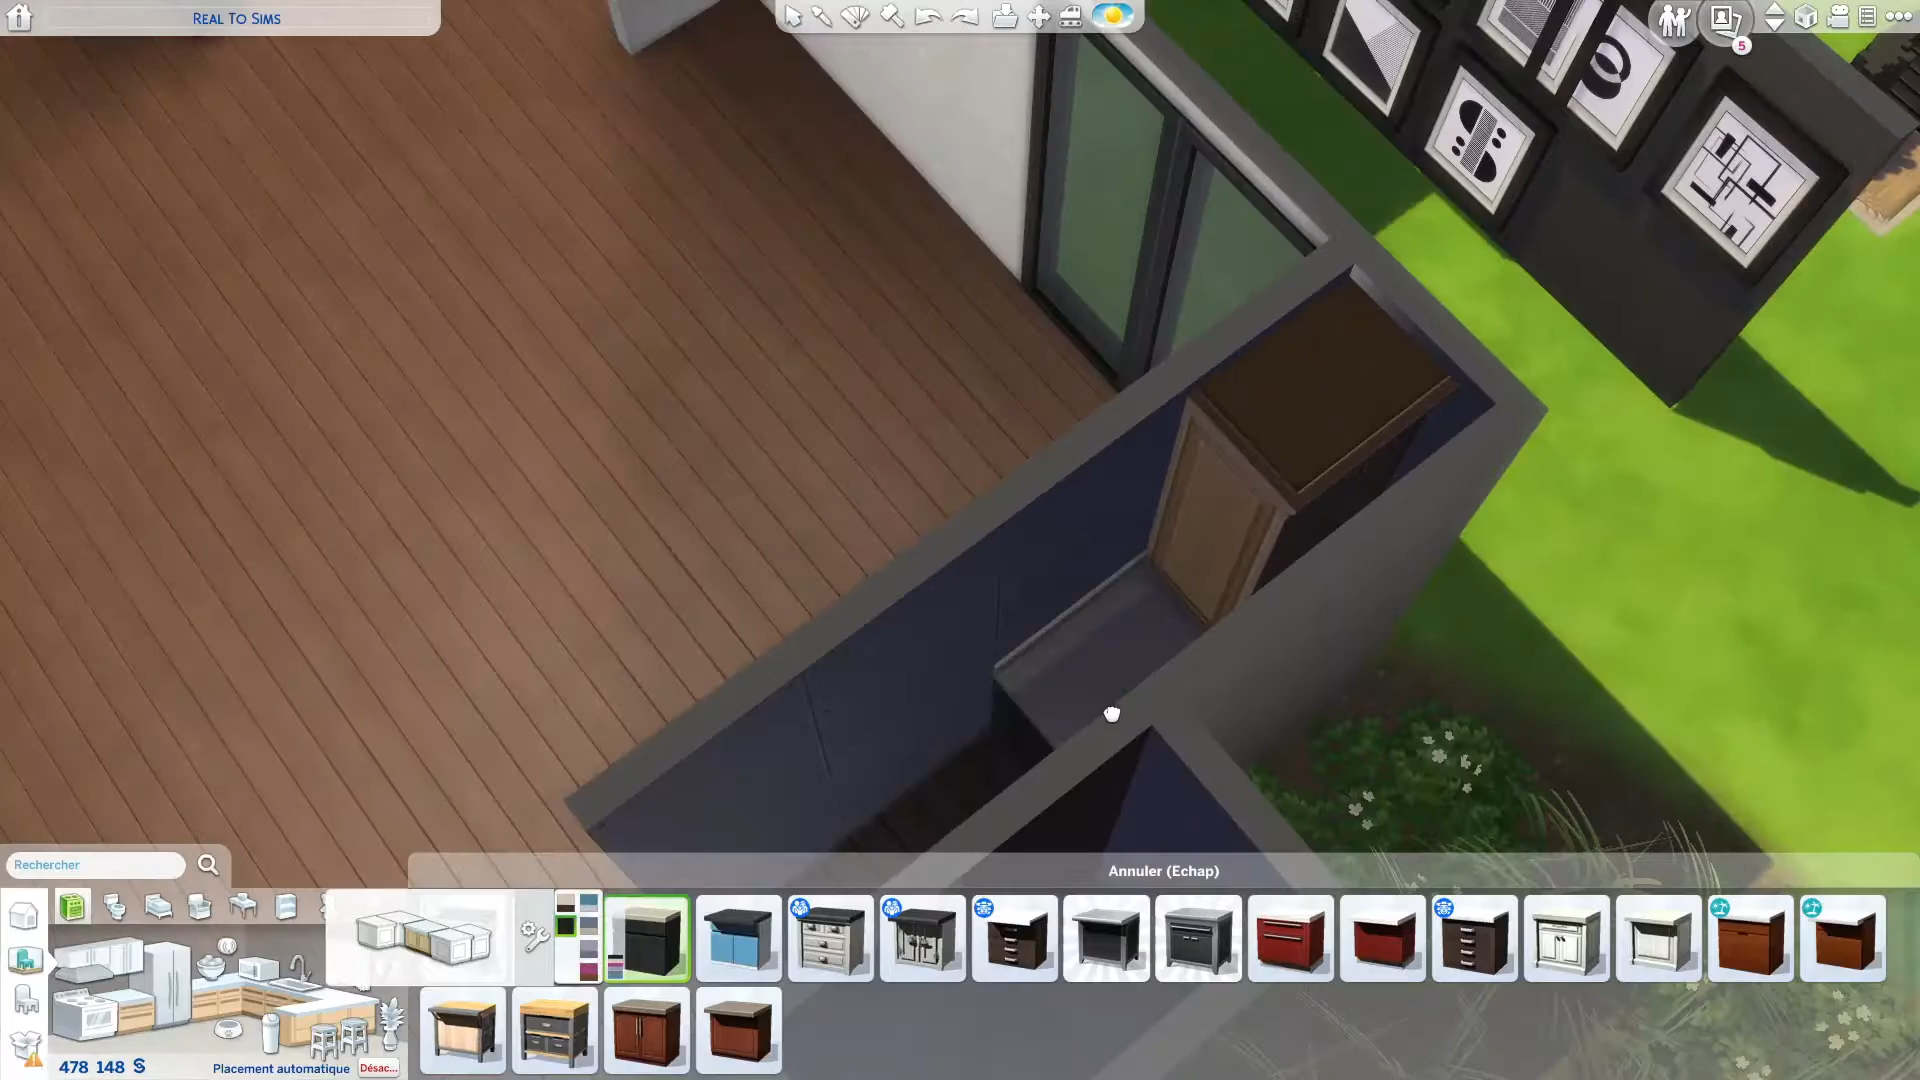 Real To Sims
5
Rechercher
Annuler (Echap)
478 148 §
Placement automatique
Désac...